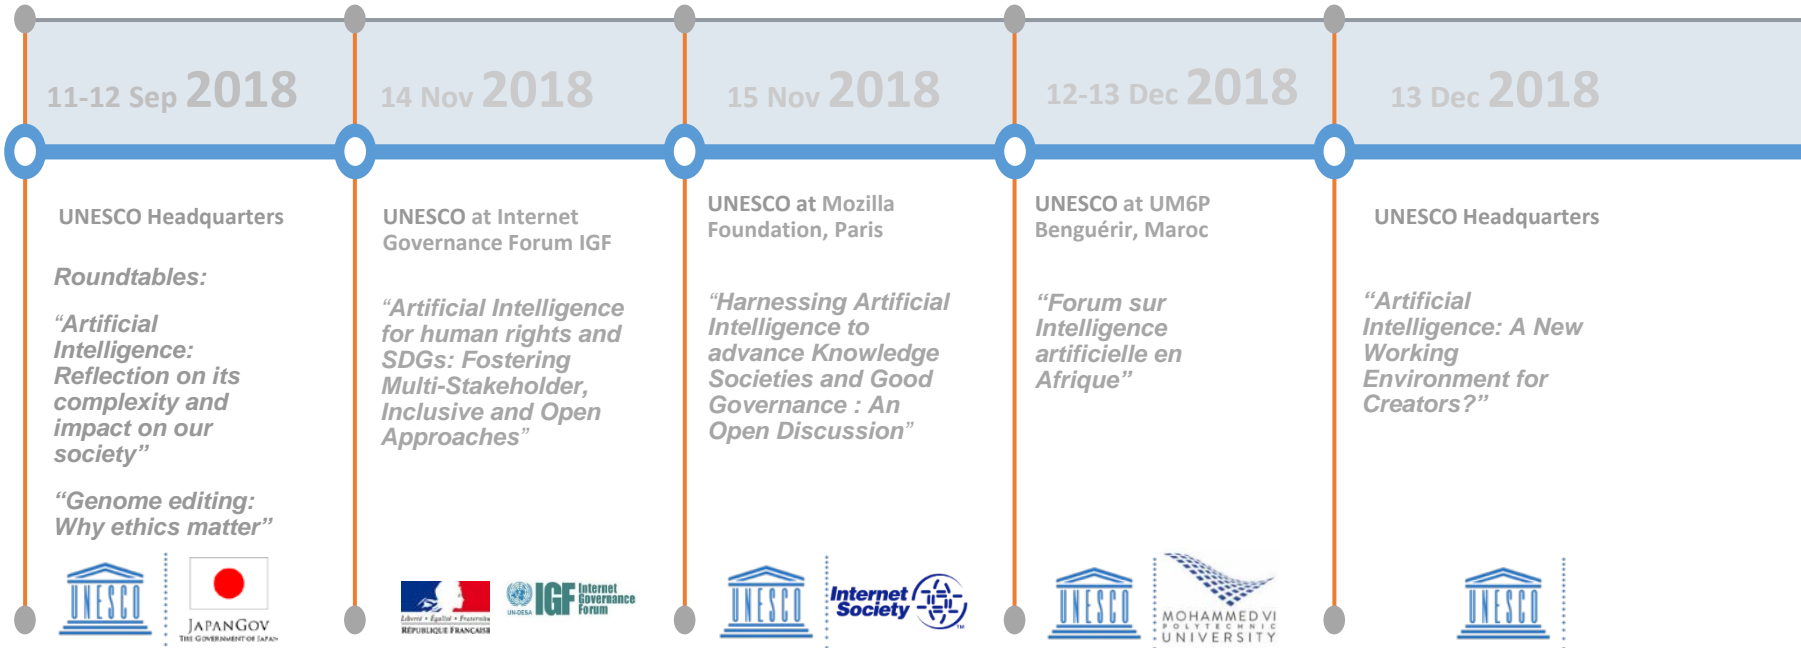 11-12 Sep 2018
14 Nov 2018
15 Nov 2018
12-13 Dec 2018
13 Dec 2018
UNESCO Headquarters
Roundtables:
“Artificial
Intelligence:
Reflection on its
complexity and
impact on our
society”
“Genome editing:
Why ethics matter”
UNESCO
JAPANGOV
THE GOVERNMENT OF JAPAN
UNESCO at Internet
Governance Forum IGF
“Artificial Intelligence
for human rights and
SDGs: Fostering
Multi-Stakeholder,
Inclusive and Open
Approaches”
Liberté • Égalité • Fraternité
RÉPUBLIQUE FRANÇAISE
UN-DESA
IGF Internet
Governance
Forum
UNESCO at Mozilla
Foundation, Paris
“Harnessing Artificial
Intelligence to
advance Knowledge
Societies and Good
Governance : An
Open Discussion”
UNESCO
Internet
Society
TM
UNESCO at UM6P
Benguérir, Maroc
“Forum sur
Intelligence
artificielle en
Afrique”
UNESCO
MOHAMMED VI
POLYTECHNIC
UNIVERSITY
UNESCO Headquarters
“Artificial
Intelligence: A New
Working
Environment for
Creators?”
UNESCO